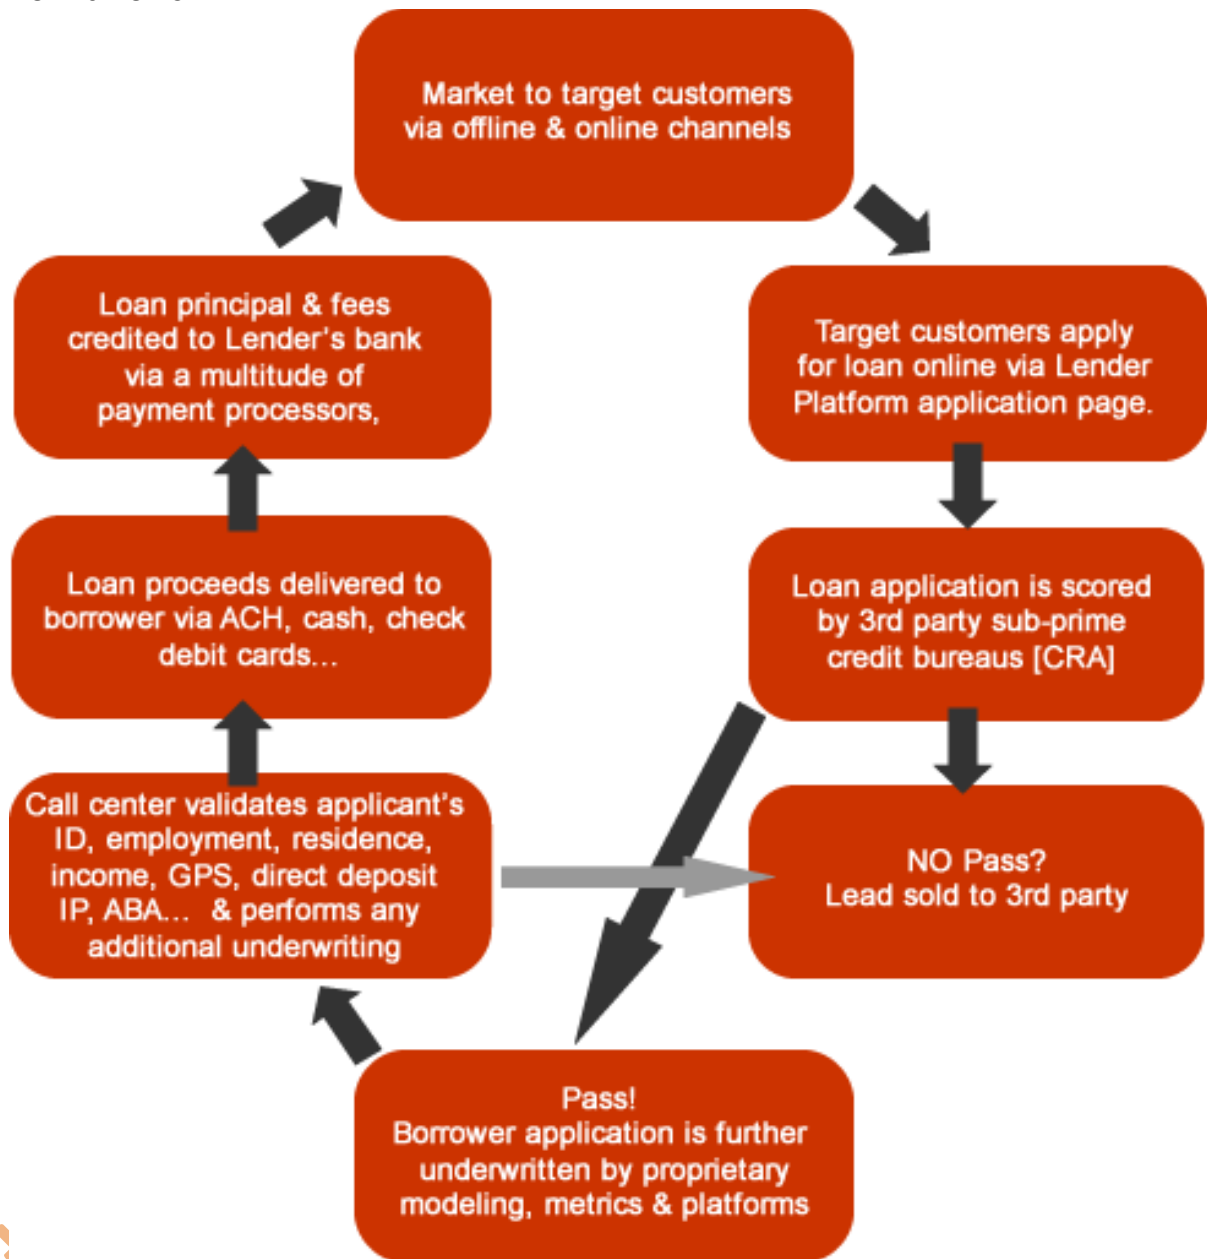 Market to target customers
via offline & online channels
Target customers apply
for loan online via Lender
Platform application page.
Loan application is scored
by 3rd party sub-prime
credit bureaus [CRA]
NO Pass?
Lead sold to 3rd party
Pass!
Borrower application is further
underwritten by proprietary
modeling, metrics & platforms
Call center validates applicant's
ID, employment, residence,
income, GPS, direct deposit
IP, ABA... & performs any
additional underwriting
Loan proceeds delivered to
borrower via ACH, cash, check
debit cards...
Loan principal & fees
credited to Lender's bank
via a multitude of
payment processors,